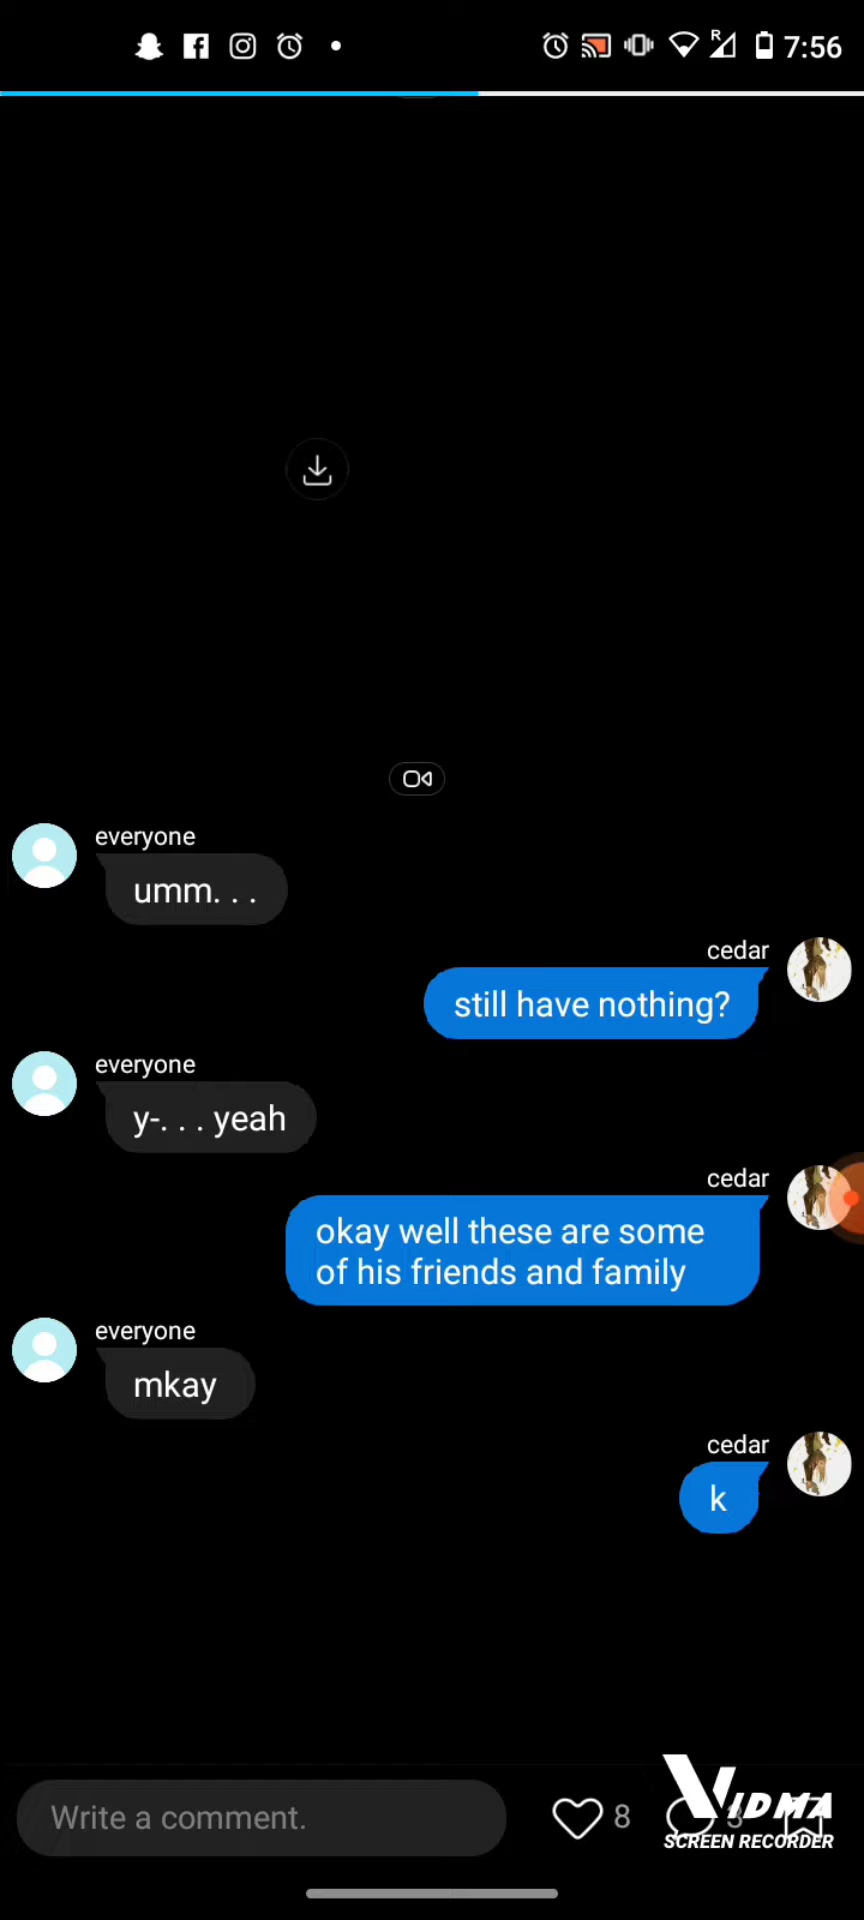 R
7:56
everyone
umm. . .
cedar
still have nothing?
everyone
y-. . . yeah
cedar
okay well these are some
of his friends and family
everyone
mkay
cedar
k
Write a comment.
8
3
VIDMA
SCREEN RECORDER